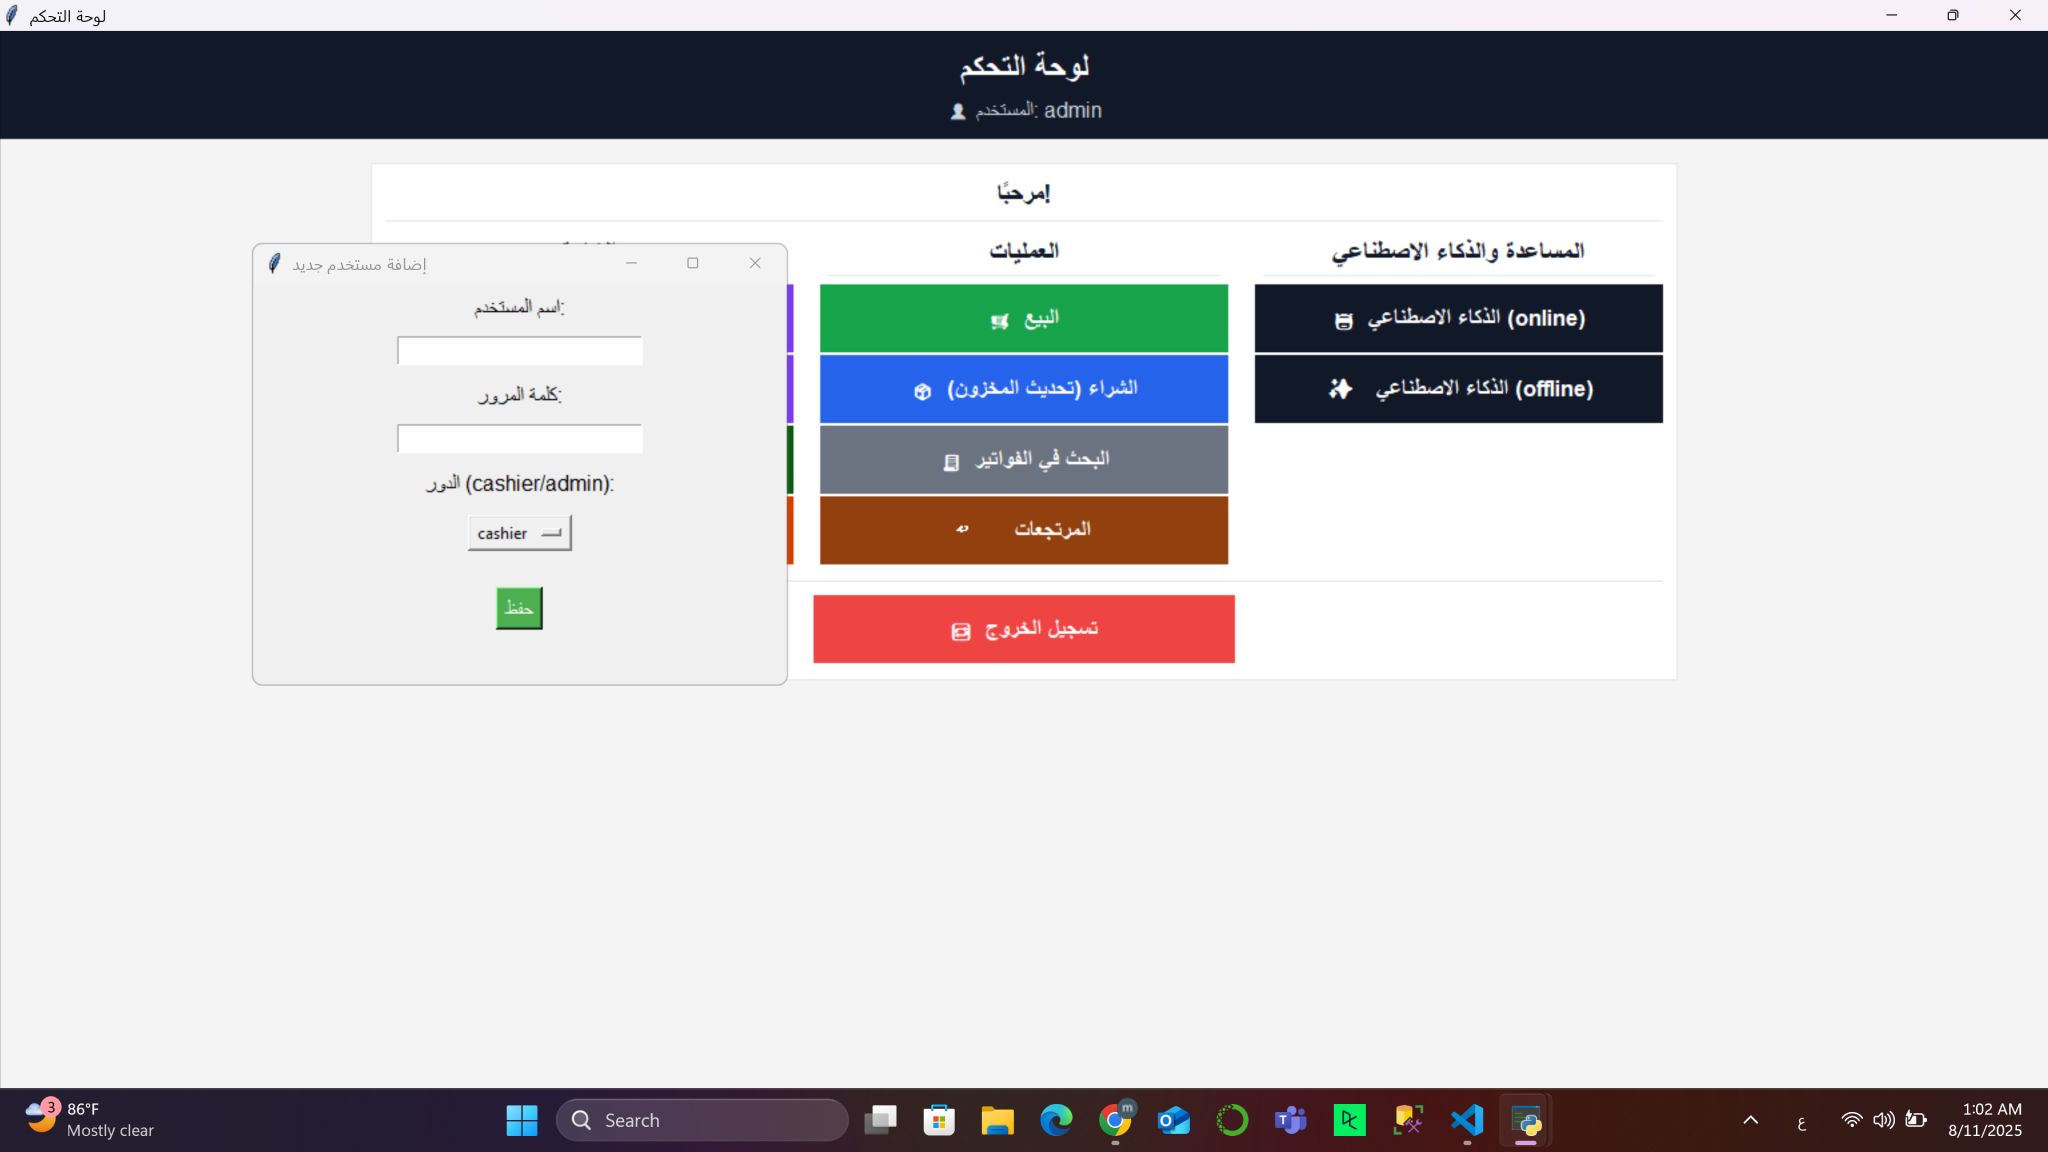 لوحة التحكم
لوحة التحكم
المستخدم: admin
مرحبًا!
المساعدة والذكاء الاصطناعي
الذكاء الاصطناعي (online)
الذكاء الاصطناعي (offline)
العمليات
البيع
الشراء (تحديث المخزون)
البحث في الفواتير
المرتجعات
تسجيل الخروج
إضافة مستخدم جديد
اسم المستخدم:
كلمة المرور:
الدور (cashier/admin):
cashier
حفظ
3
86°F
Mostly clear
Search
m
ع
1:02 AM
8/11/2025